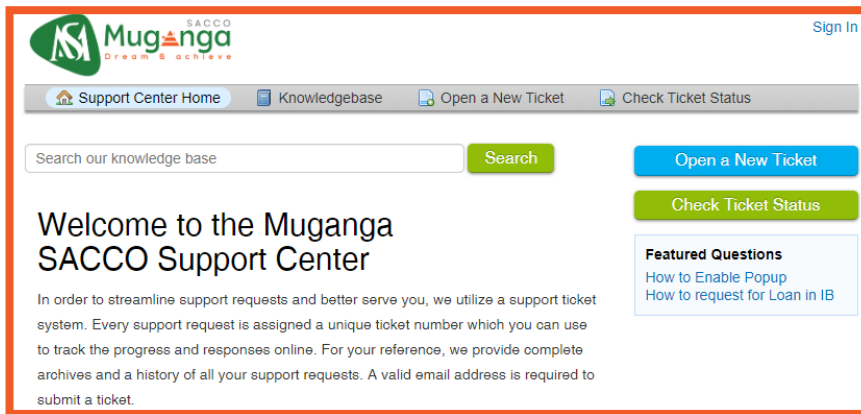 SACCO
Muganga
Dream & achieve
Sign In
Support Center Home
Knowledgebase
Open a New Ticket
Check Ticket Status
Search our knowledge base
Search
Open a New Ticket
Check Ticket Status
Welcome to the Muganga
SACCO Support Center
In order to streamline support requests and better serve you, we utilize a support ticket
system. Every support request is assigned a unique ticket number which you can use
to track the progress and responses online. For your reference, we provide complete
archives and a history of all your support requests. A valid email address is required to
submit a ticket.
Featured Questions
How to Enable Popup
How to request for Loan in IB